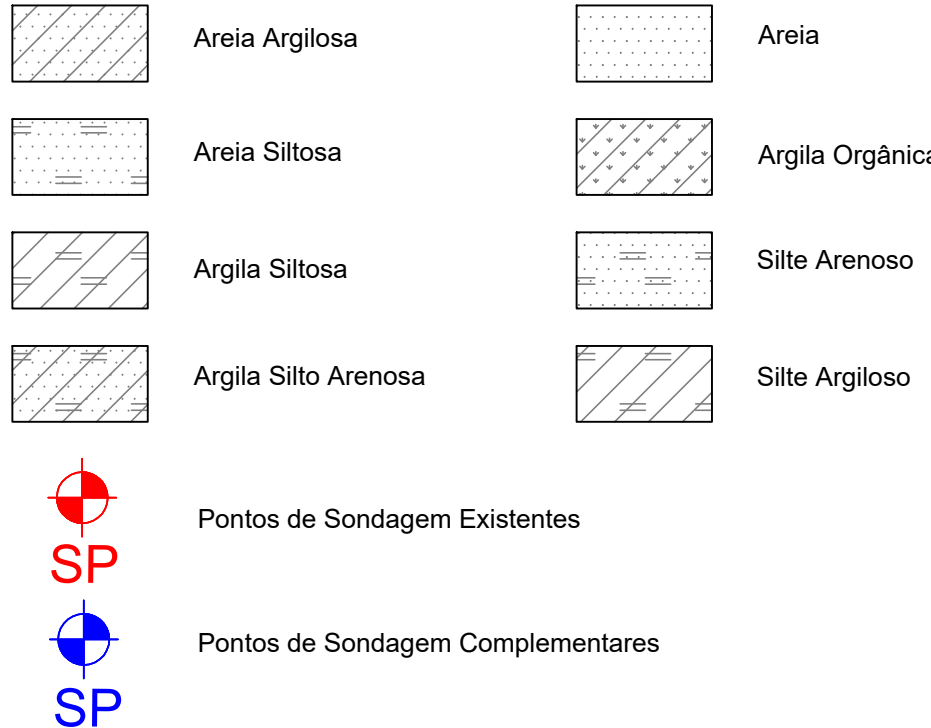 Areia Argilosa
Areia
Areia Siltosa
Argila Orgânica
Argila Siltosa
Silte Arenoso
Argila Silto Arenosa
Silte Argiloso
Pontos de Sondagem Existentes
SP
Pontos de Sondagem Complementares
SP